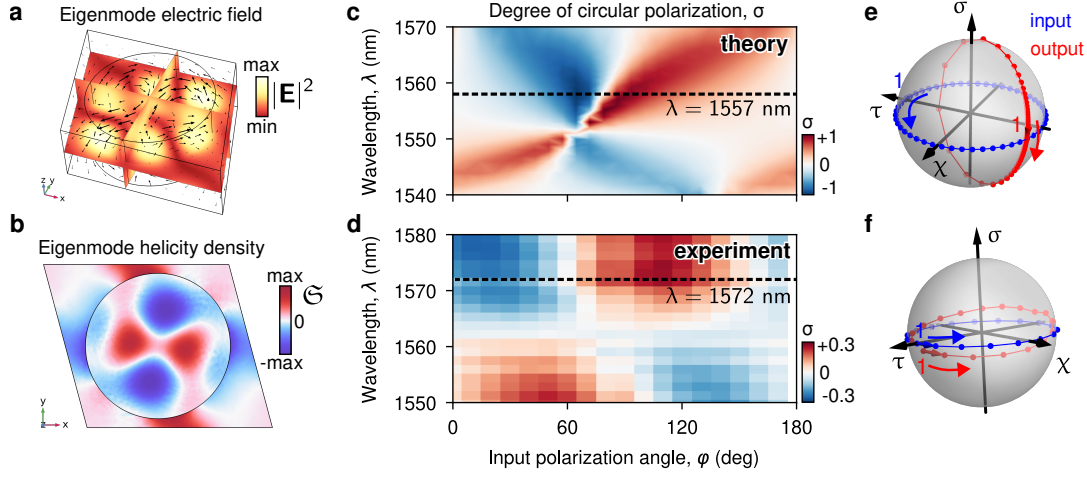 a
Eigenmode electric field
max
|E|²
min
z y
x
b
Eigenmode helicity density
max
𝔖
0
-max
y
z x
c
Degree of circular polarization, σ
Wavelength, λ (nm)
1570
1560
1550
1540
theory
λ = 1557 nm
σ
+1
0
-1
d
Wavelength, λ (nm)
1580
1570
1560
1550
experiment
λ = 1572 nm
σ
+0.3
0
-0.3
0
60
120
180
Input polarization angle, φ (deg)
e
σ
input
output
1
τ
1
χ
f
σ
1
τ
1
χ